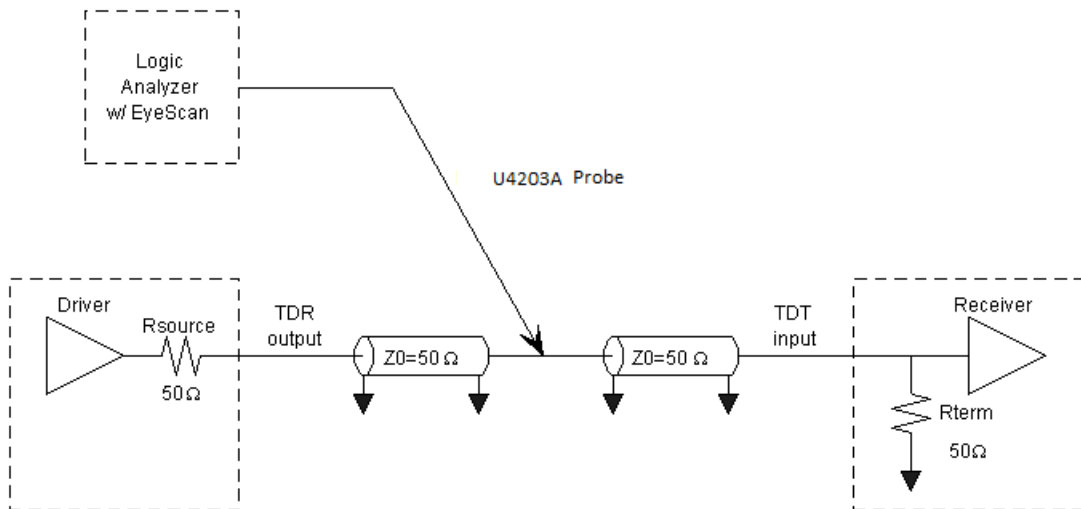 Logic
Analyzer
w/ EyeScan
U4203A Probe
Driver
Rsource
50Ω
TDR
output
Z0=50 Ω
Z0=50 Ω
TDT
input
Receiver
Rterm
50Ω